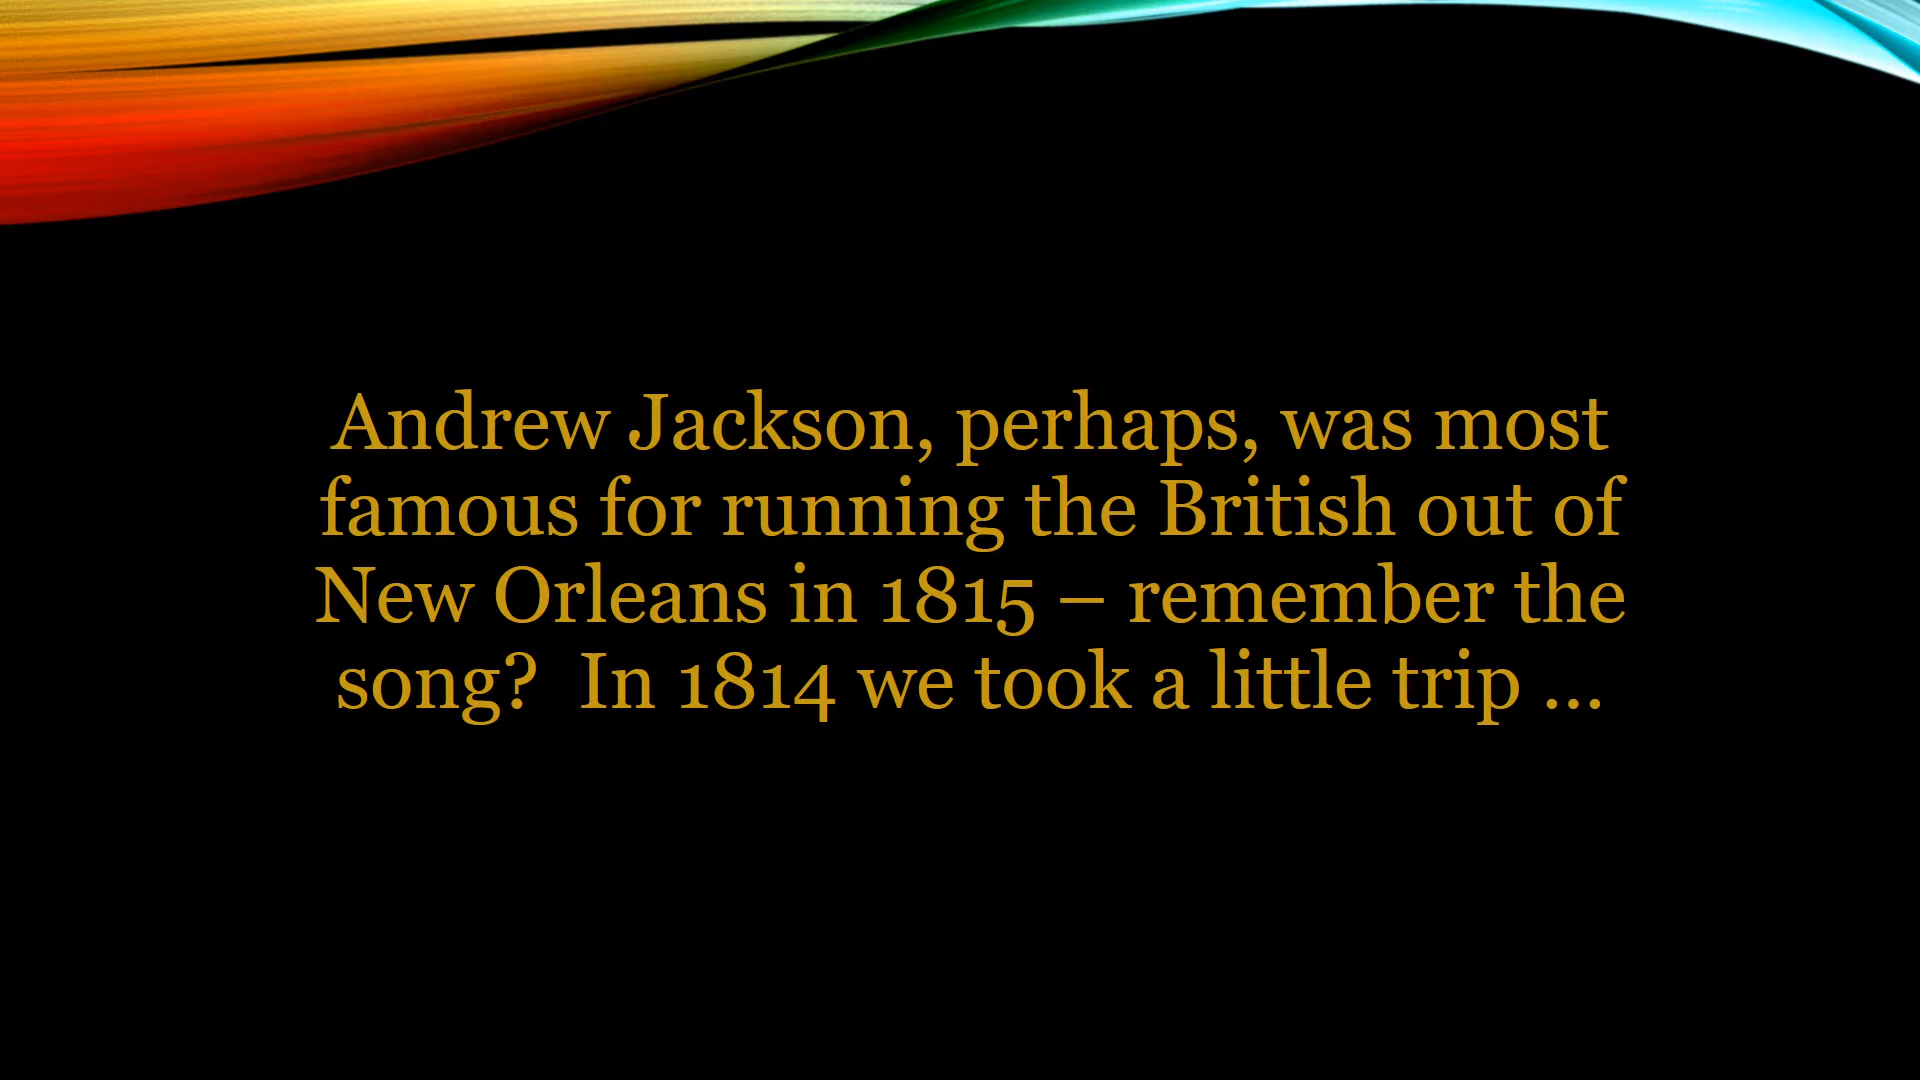 Andrew Jackson, perhaps, was most
famous for running the British out of
New Orleans in 1815 – remember the
song?  In 1814 we took a little trip ...